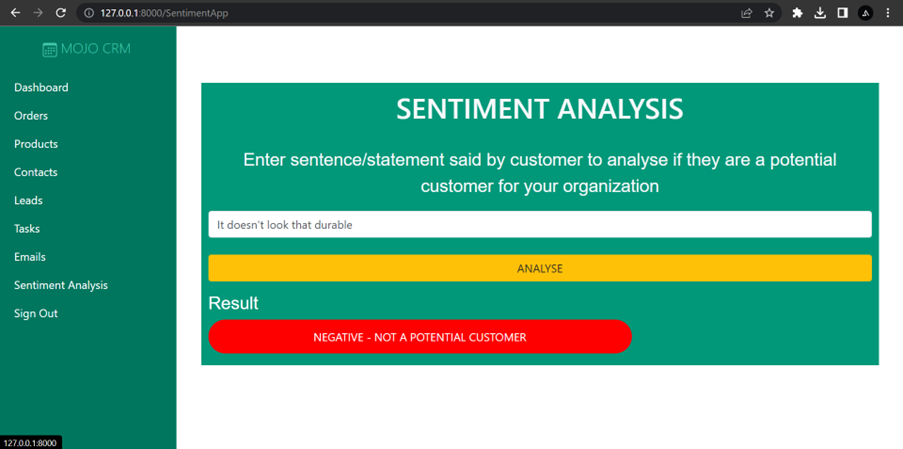 127.0.0.1:8000/SentimentApp
MOJO CRM
Dashboard
Orders
Products
Contacts
Leads
Tasks
Emails
Sentiment Analysis
Sign Out
SENTIMENT ANALYSIS
Enter sentence/statement said by customer to analyse if they are a potential
customer for your organization
It doesn't look that durable
ANALYSE
Result
NEGATIVE - NOT A POTENTIAL CUSTOMER
127.0.0.1:8000